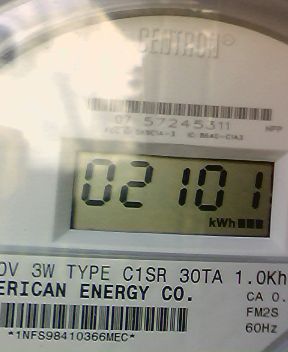 CENTRON®
07 57245311
02101
kWh
0V 3W TYPE C1SR 30TA 1.0Kh
ERICAN ENERGY CO.
CA 0.
FM2S
60Hz
*1NFS98410366MEC*